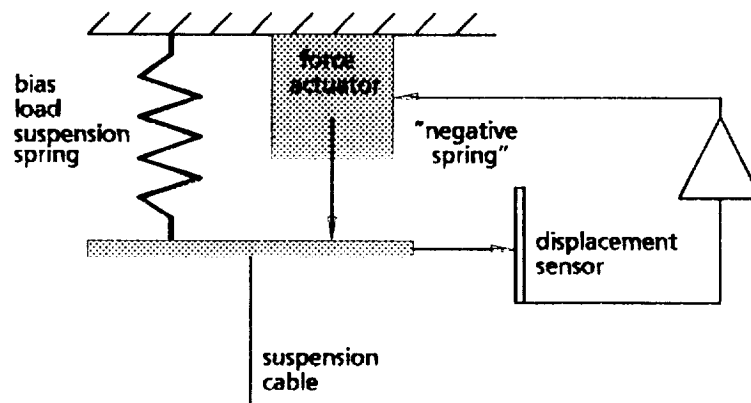 force
actuator
bias
load
suspension
spring
"negative
spring"
displacement
sensor
suspension
cable